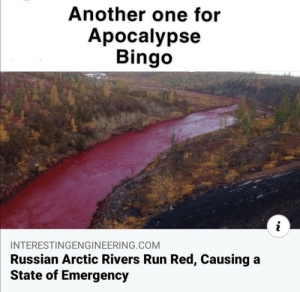 Another one for
Apocalypse
Bingo
i
INTERESTINGENGINEERING.COM
Russian Arctic Rivers Run Red, Causing a
State of Emergency